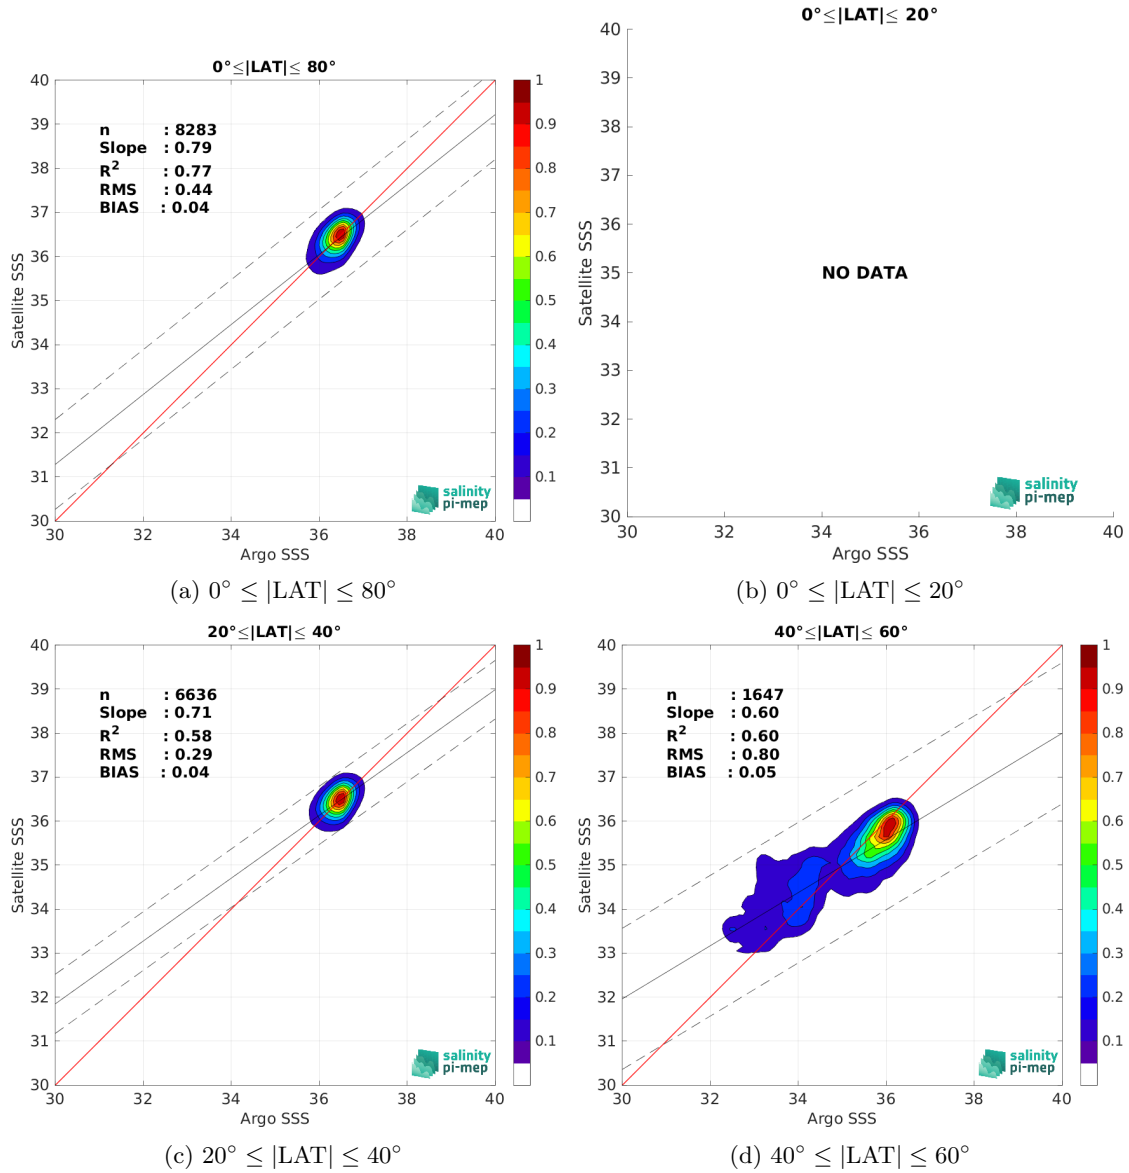 0°≤|LAT|≤ 80°
40
39
38
37
36
35
34
33
32
31
30
Satellite SSS
n : 8283
Slope : 0.79
R² : 0.77
RMS : 0.44
BIAS : 0.04
salinity
pi-mep
30 32 34 36 38 40
Argo SSS
1
0.9
0.8
0.7
0.6
0.5
0.4
0.3
0.2
0.1
(a) 0° ≤ |LAT| ≤ 80°
0°≤|LAT|≤ 20°
40
39
38
37
36
35
34
33
32
31
30
Satellite SSS
NO DATA
salinity
pi-mep
30 32 34 36 38 40
Argo SSS
(b) 0° ≤ |LAT| ≤ 20°
20°≤|LAT|≤ 40°
40
39
38
37
36
35
34
33
32
31
30
Satellite SSS
n : 6636
Slope : 0.71
R² : 0.58
RMS : 0.29
BIAS : 0.04
salinity
pi-mep
30 32 34 36 38 40
Argo SSS
1
0.9
0.8
0.7
0.6
0.5
0.4
0.3
0.2
0.1
(c) 20° ≤ |LAT| ≤ 40°
40°≤|LAT|≤ 60°
40
39
38
37
36
35
34
33
32
31
30
Satellite SSS
n : 1647
Slope : 0.60
R² : 0.60
RMS : 0.80
BIAS : 0.05
salinity
pi-mep
30 32 34 36 38 40
Argo SSS
1
0.9
0.8
0.7
0.6
0.5
0.4
0.3
0.2
0.1
(d) 40° ≤ |LAT| ≤ 60°